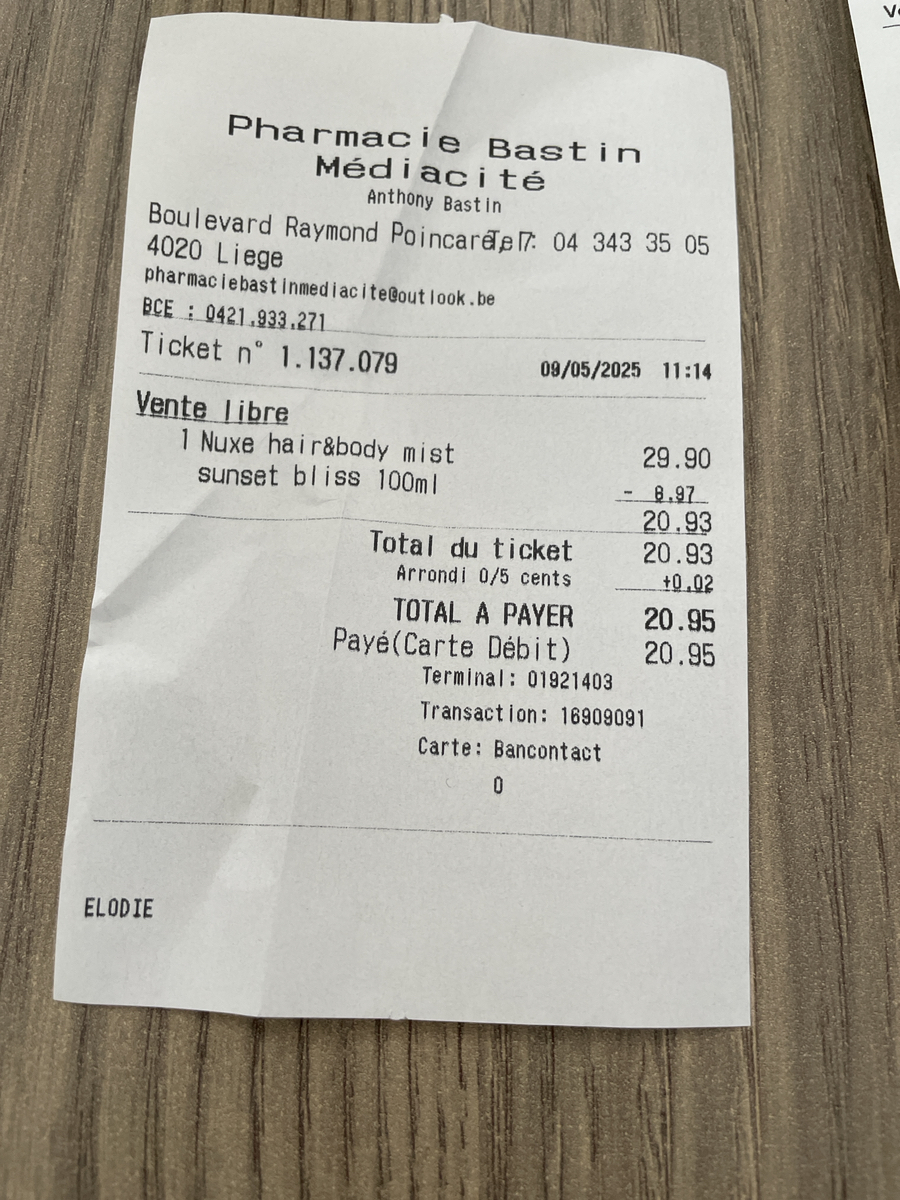 Pharmacie Bastin
Médiacité
Anthony Bastin
Boulevard Raymond Poincaré, 7 Tel: 04 343 35 05
4020 Liege
pharmaciebastinmediacite@outlook.be
BCE : 0421.933.271
Ticket n° 1.137.079 09/05/2025 11:14
Vente libre
1 Nuxe hair&body mist 29.90
sunset bliss 100ml - 8.97
20.93
Total du ticket 20.93
Arrondi 0/5 cents +0.02
TOTAL A PAYER 20.95
Payé(Carte Débit) 20.95
Terminal: 01921403
Transaction: 16909091
Carte: Bancontact
0
ELODIE